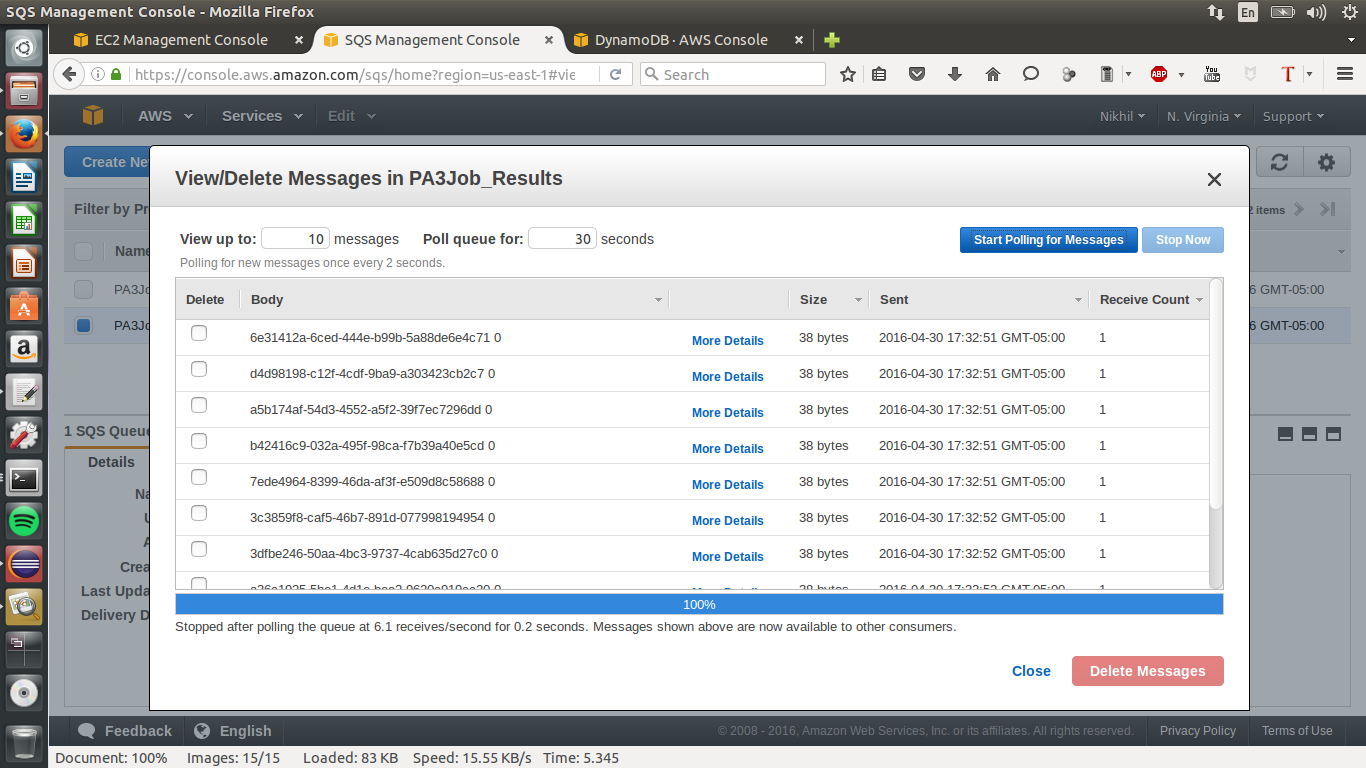 SQS Management Console - Mozilla Firefox
En
EC2 Management Console
SQS Management Console
DynamoDB · AWS Console
https://console.aws.amazon.com/sqs/home?region=us-east-1#vie
Search
ABP
You Tube
T
AWS Services Edit
Nikhil N. Virginia Support
Create Ne
View/Delete Messages in PA3Job_Results
Filter by Pr
2 items
View up to: 10 messages Poll queue for: 30 seconds
Start Polling for Messages Stop Now
Polling for new messages once every 2 seconds.
Name
Delete Body Size Sent Receive Count
PA3Jo
6 GMT-05:00
PA3Jo
6 GMT-05:00
6e31412a-6ced-444e-b99b-5a88de6e4c71 0 More Details 38 bytes 2016-04-30 17:32:51 GMT-05:00 1
d4d98198-c12f-4cdf-9ba9-a303423cb2c7 0 More Details 38 bytes 2016-04-30 17:32:51 GMT-05:00 1
a5b174af-54d3-4552-a5f2-39f7ec7296dd 0 More Details 38 bytes 2016-04-30 17:32:51 GMT-05:00 1
b42416c9-032a-495f-98ca-f7b39a40e5cd 0 More Details 38 bytes 2016-04-30 17:32:51 GMT-05:00 1
7ede4964-8399-46da-af3f-e509d8c58688 0 More Details 38 bytes 2016-04-30 17:32:51 GMT-05:00 1
3c3859f8-caf5-46b7-891d-077998194954 0 More Details 38 bytes 2016-04-30 17:32:52 GMT-05:00 1
3dfbe246-50aa-4bc3-9737-4cab635d27c0 0 More Details 38 bytes 2016-04-30 17:32:52 GMT-05:00 1
1 SQS Queue
Details
Na
U
A
Crea
Last Upda
Delivery D
100%
Stopped after polling the queue at 6.1 receives/second for 0.2 seconds. Messages shown above are now available to other consumers.
Close Delete Messages
Feedback English
© 2008 - 2016, Amazon Web Services, Inc. or its affiliates. All rights reserved. Privacy Policy Terms of Use
Document: 100% Images: 15/15 Loaded: 83 KB Speed: 15.55 KB/s Time: 5.345